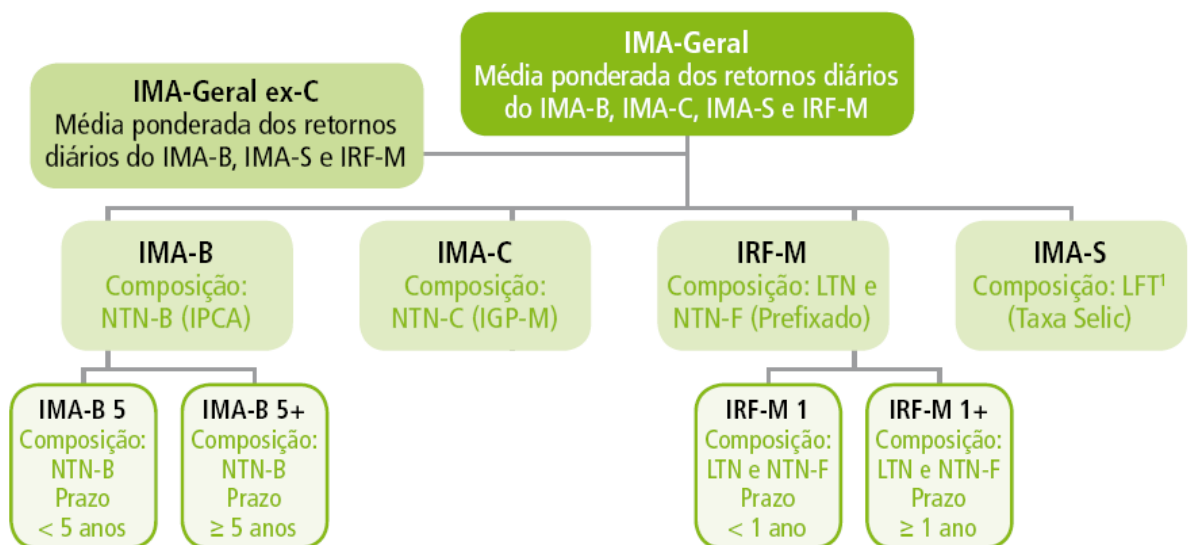 IMA-Geral
Média ponderada dos retornos diários
do IMA-B, IMA-C, IMA-S e IRF-M
IMA-Geral ex-C
Média ponderada dos retornos
diários do IMA-B, IMA-S e IRF-M
IMA-B
Composição:
NTN-B (IPCA)
IMA-C
Composição:
NTN-C (IGP-M)
IRF-M
Composição: LTN e
NTN-F (Prefixado)
IMA-S
Composição: LFT¹
(Taxa Selic)
IMA-B 5
Composição:
NTN-B
Prazo
< 5 anos
IMA-B 5+
Composição:
NTN-B
Prazo
≥ 5 anos
IRF-M 1
Composição:
LTN e NTN-F
Prazo
< 1 ano
IRF-M 1+
Composição:
LTN e NTN-F
Prazo
≥ 1 ano